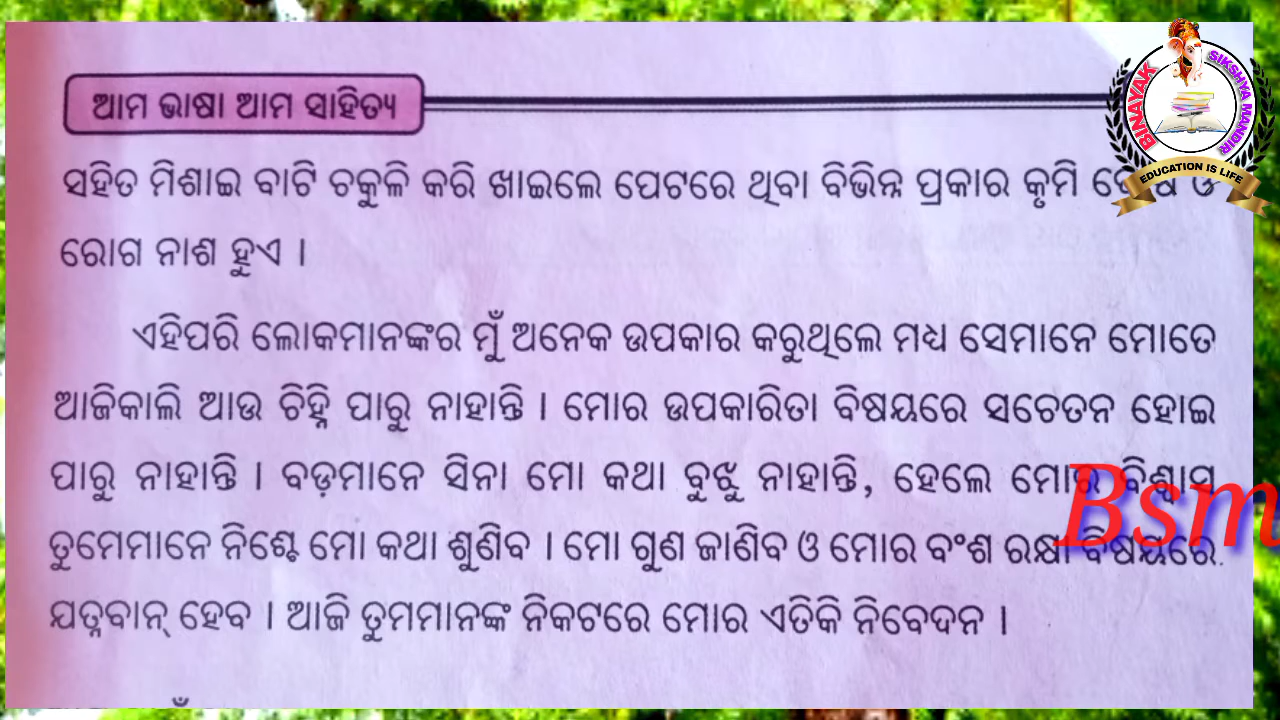 BINAYAK SIKSHYA MANDIR
EDUCATION IS LIFE
ଆମ ଭାଷା ଆମ ସାହିତ୍ୟ
ସହିତ ମିଶାଇ ବାଟି ଚକୁଳି କରି ଖାଇଲେ ପେଟରେ ଥିବା ବିଭିନ୍ନ ପ୍ରକାର କୃମି ଓ
ରୋଗ ନାଶ ହୁଏ ।
ଏହିପରି ଲୋକମାନଙ୍କର ମୁଁ ଅନେକ ଉପକାର କରୁଥିଲେ ମଧ୍ୟ ସେମାନେ ମୋତେ
ଆଜିକାଲି ଆଉ ଚିହ୍ନି ପାରୁ ନାହାନ୍ତି । ମୋର ଉପକାରିତା ବିଷୟରେ ସଚେତନ ହୋଇ
ପାରୁ ନାହାନ୍ତି । ବଡ଼ମାନେ ସିନା ମୋ କଥା ବୁଝୁ ନାହାନ୍ତି, ହେଲେ ମୋର ବିଶ୍ୱାସ
ତୁମେମାନେ ନିଶ୍ଚେ ମୋ କଥା ଶୁଣିବ । ମୋ ଗୁଣ ଜାଣିବ ଓ ମୋର ବଂଶ ରକ୍ଷା ବିଷୟରେ
ଯତ୍ନବାନ୍ ହେବ । ଆଜି ତୁମମାନଙ୍କ ନିକଟରେ ମୋର ଏତିକି ନିବେଦନ ।
Bsm